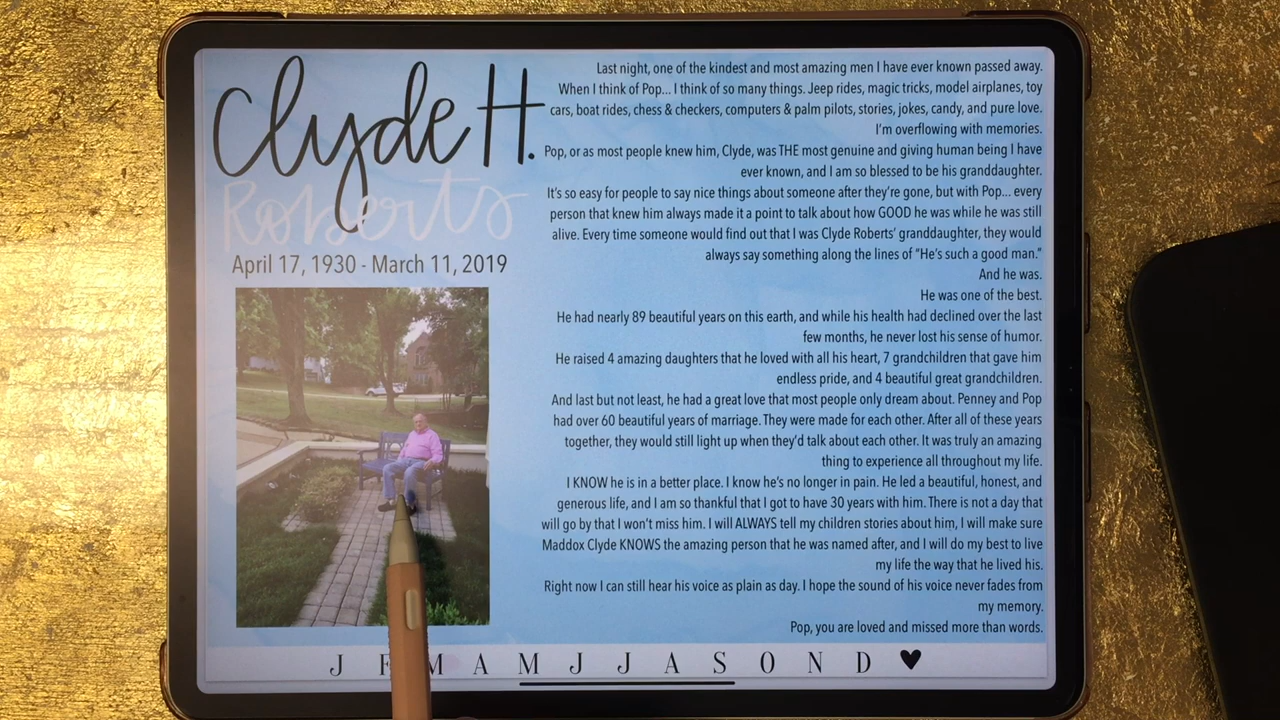 Clyde H.
Roberts
April 17, 1930 - March 11, 2019
Last night, one of the kindest and most amazing men I have ever known passed away.
When I think of Pop... I think of so many things. Jeep rides, magic tricks, model airplanes, toy
cars, boat rides, chess & checkers, computers & palm pilots, stories, jokes, candy, and pure love.
I'm overflowing with memories.
Pop, or as most people knew him, Clyde, was THE most genuine and giving human being I have
ever known, and I am so blessed to be his granddaughter.
It's so easy for people to say nice things about someone after they're gone, but with Pop... every
person that knew him always made it a point to talk about how GOOD he was while he was still
alive. Every time someone would find out that I was Clyde Roberts' granddaughter, they would
always say something along the lines of "He's such a good man."
And he was.
He was one of the best.
He had nearly 89 beautiful years on this earth, and while his health had declined over the last
few months, he never lost his sense of humor.
He raised 4 amazing daughters that he loved with all his heart, 7 grandchildren that gave him
endless pride, and 4 beautiful great grandchildren.
And last but not least, he had a great love that most people only dream about. Penney and Pop
had over 60 beautiful years of marriage. They were made for each other. After all of these years
together, they would still light up when they'd talk about each other. It was truly an amazing
thing to experience all throughout my life.
I KNOW he is in a better place. I know he's no longer in pain. He led a beautiful, honest, and
generous life, and I am so thankful that I got to have 30 years with him. There is not a day that
will go by that I won't miss him. I will ALWAYS tell my children stories about him, I will make sure
Maddox Clyde KNOWS the amazing person that he was named after, and I will do my best to live
my life the way that he lived his.
Right now I can still hear his voice as plain as day. I hope the sound of his voice never fades from
my memory.
Pop, you are loved and missed more than words.
J F M A M J J A S O N D